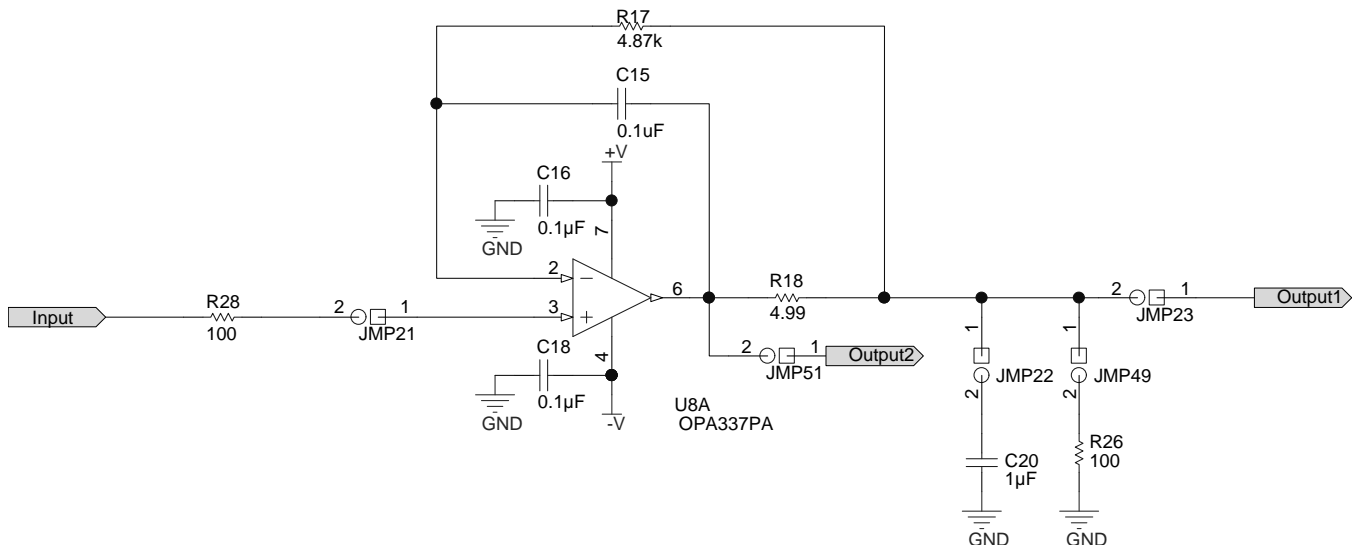 R17
4.87k
C15
0.1uF
+V
C16
0.1µF
GND
7
2
6
R18
4.99
2
1
Output1
JMP23
Input
R28
100
2
1
JMP21
3
2
1
Output2
JMP51
C18
0.1µF
GND
4
-V
U8A
OPA337PA
1
JMP22
2
C20
1µF
GND
1
JMP49
2
R26
100
GND